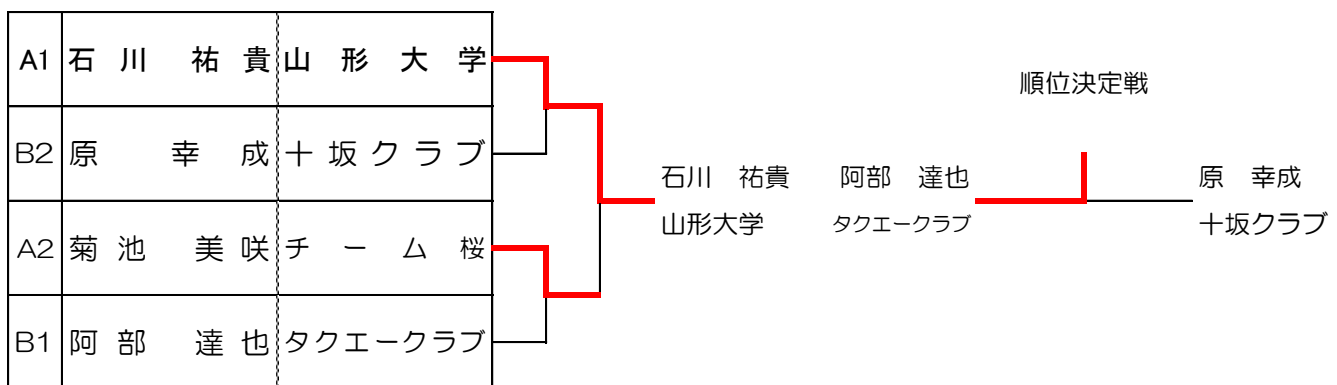 A1 石川 祐貴 山形大学
B2 原 幸成 十坂クラブ
A2 菊池 美咲 チーム桜
B1 阿部 達也 タクエークラブ
石川 祐貴
山形大学
順位決定戦
阿部 達也
タクエークラブ
原 幸成
十坂クラブ